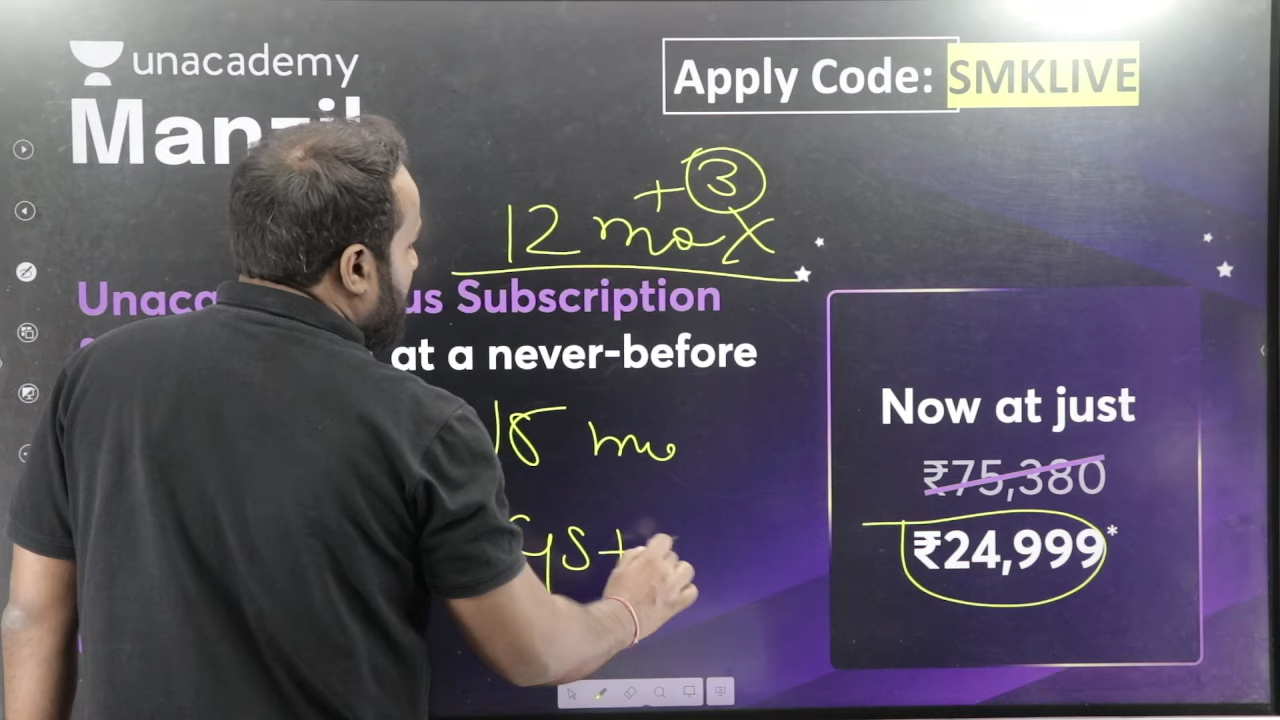 unacademy
Apply Code: SMKLIVE
+ 3
12 mo X
Subscription
at a never-before
18 mo
Now at just
₹75,380
₹24,999*